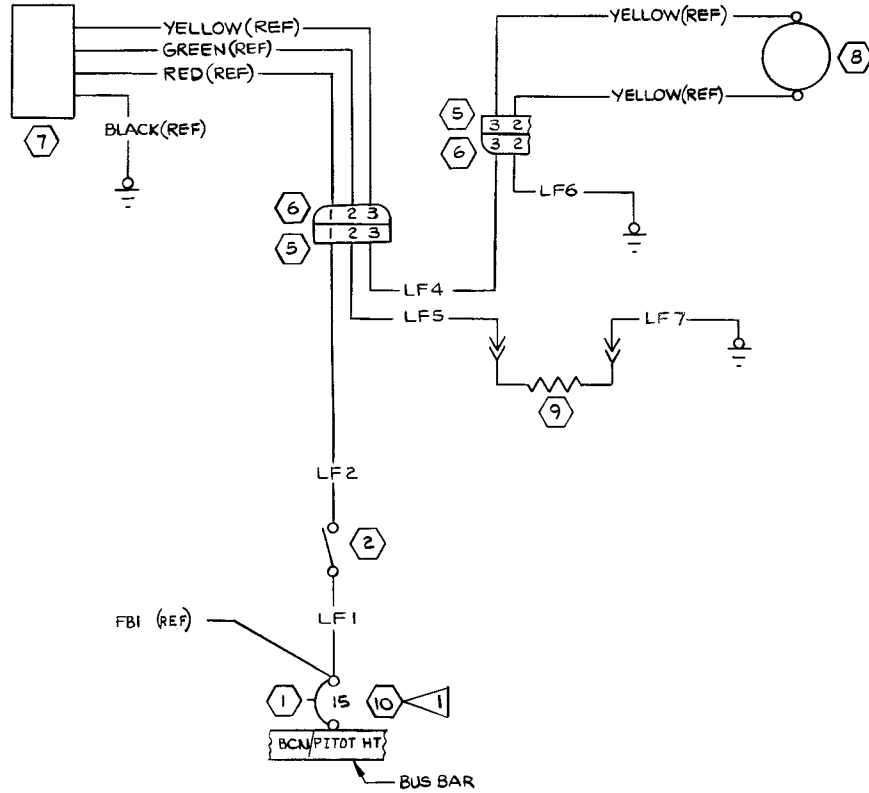 YELLOW (REF)
GREEN (REF)
RED (REF)
BLACK (REF)
7
YELLOW (REF)
8
YELLOW (REF)
5
3 2
6
3 2
LF6
6
1 2 3
5
1 2 3
LF4
LF5
LF7
9
LF2
2
LF1
FB1 (REF)
1
15
10
1
BCN/PITOT HT
BUS BAR